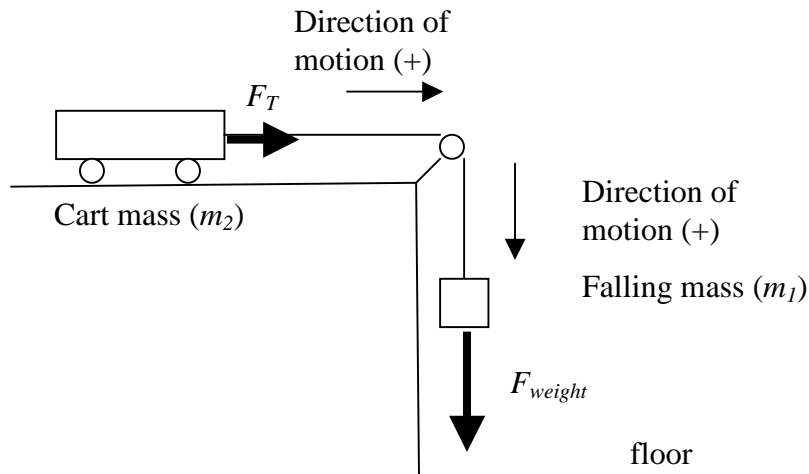 Direction of
motion (+)
F_T
Cart mass (m_2)
Direction of
motion (+)
Falling mass (m_1)
F_weight
floor